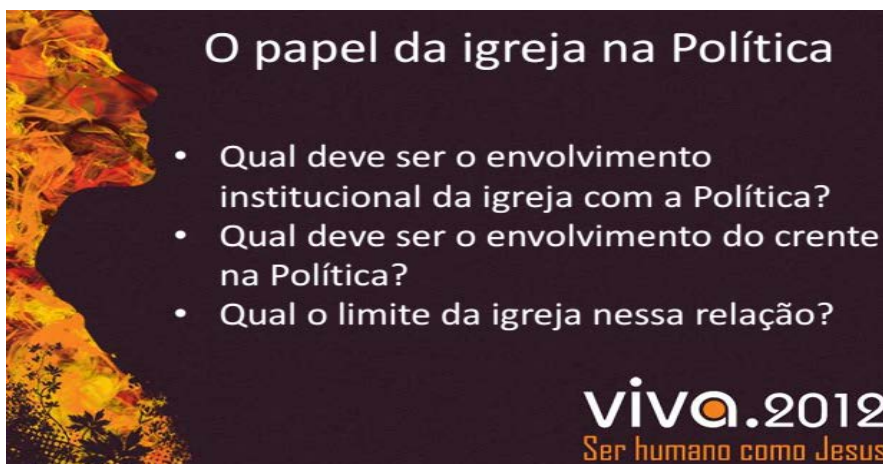 O papel da igreja na Política
• Qual deve ser o envolvimento
institucional da igreja com a Política?
• Qual deve ser o envolvimento do crente
na Política?
• Qual o limite da igreja nessa relação?
viva.2012
Ser humano como Jesus